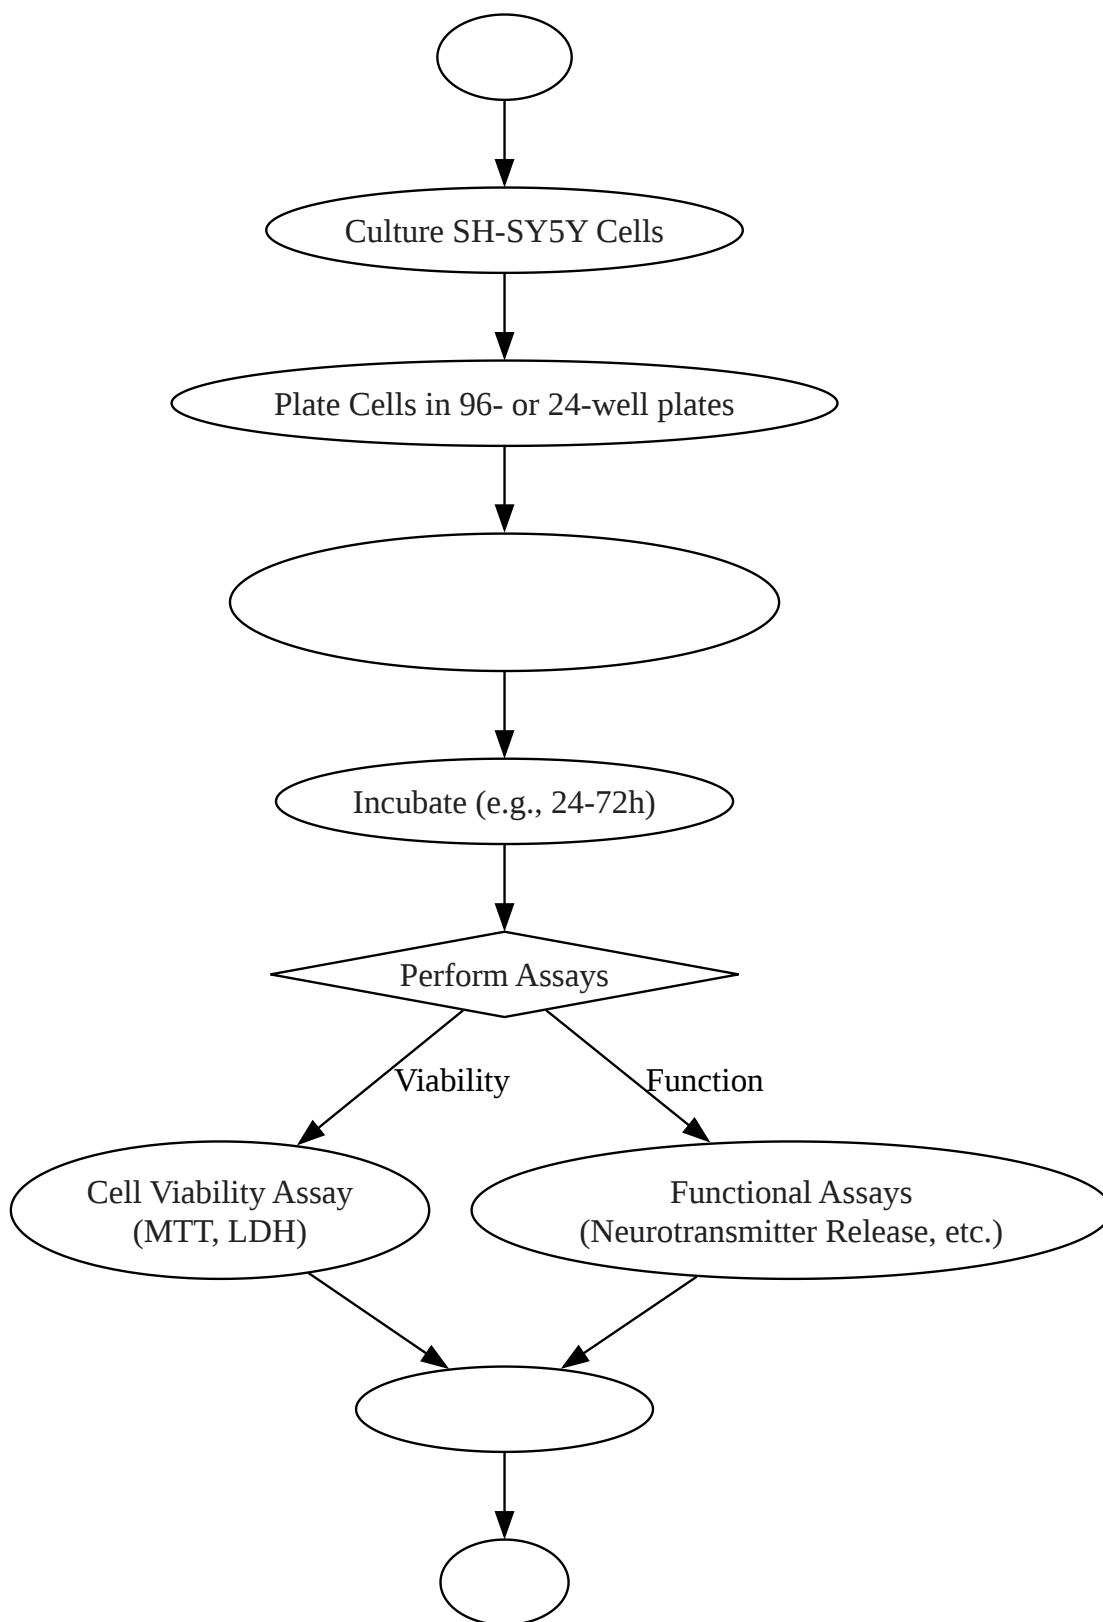 Culture SH-SY5Y Cells
Plate Cells in 96- or 24-well plates
Incubate (e.g., 24-72h)
Perform Assays
Viability
Function
Cell Viability Assay
(MTT, LDH)
Functional Assays
(Neurotransmitter Release, etc.)